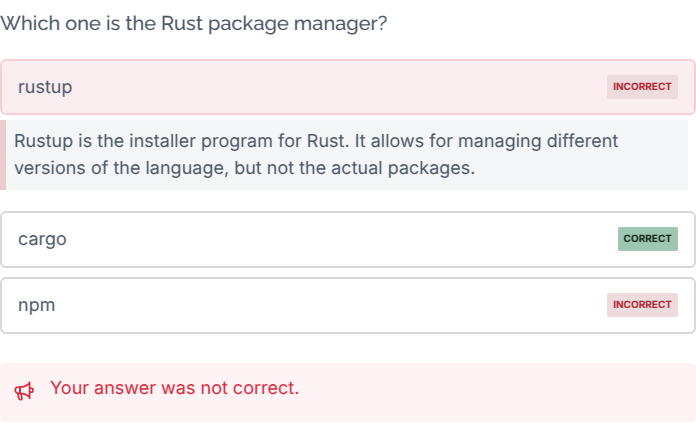 Which one is the Rust package manager?
rustup
INCORRECT
Rustup is the installer program for Rust. It allows for managing different
versions of the language, but not the actual packages.
cargo
CORRECT
npm
INCORRECT
Your answer was not correct.